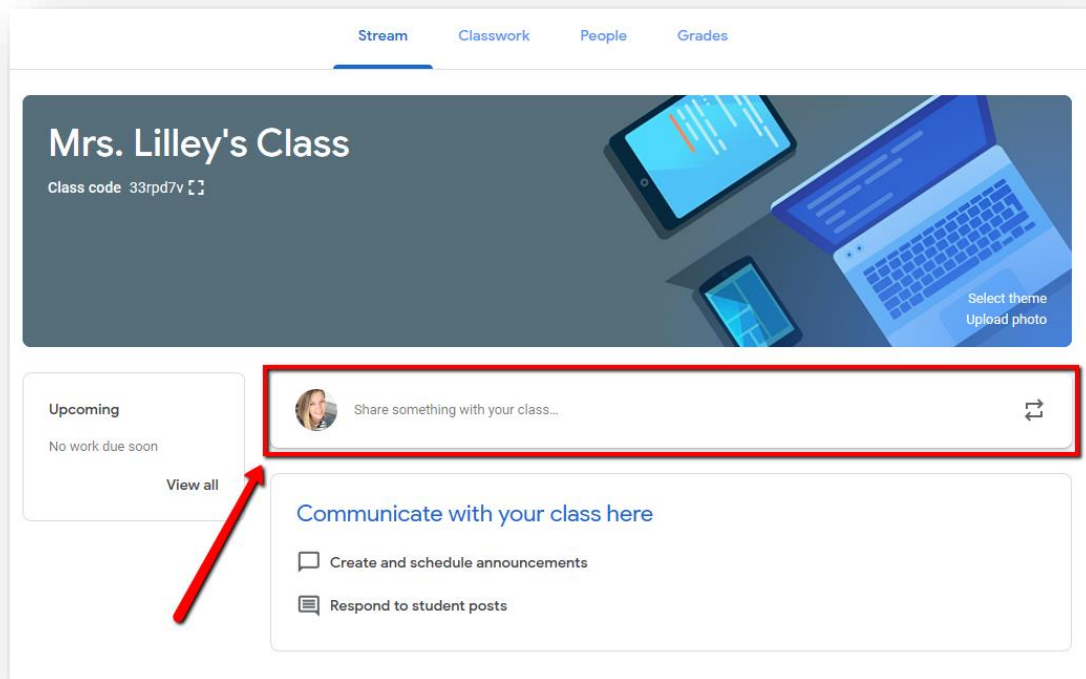 Stream Classwork People Grades
Mrs. Lilley's Class
Class code 33rpd7v
Select theme
Upload photo
Upcoming
No work due soon
View all
Share something with your class...
Communicate with your class here
Create and schedule announcements
Respond to student posts